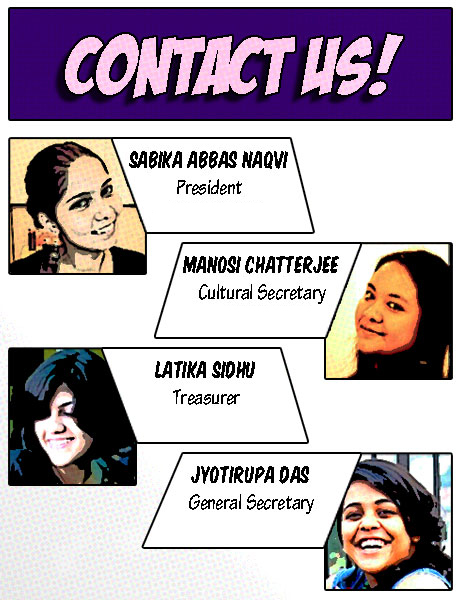 CONTACT US!
SABIKA ABBAS NAQVI
President
MANOSI CHATTERJEE
Cultural Secretary
LATIKA SIDHU
Treasurer
JYOTIRUPA DAS
General Secretary